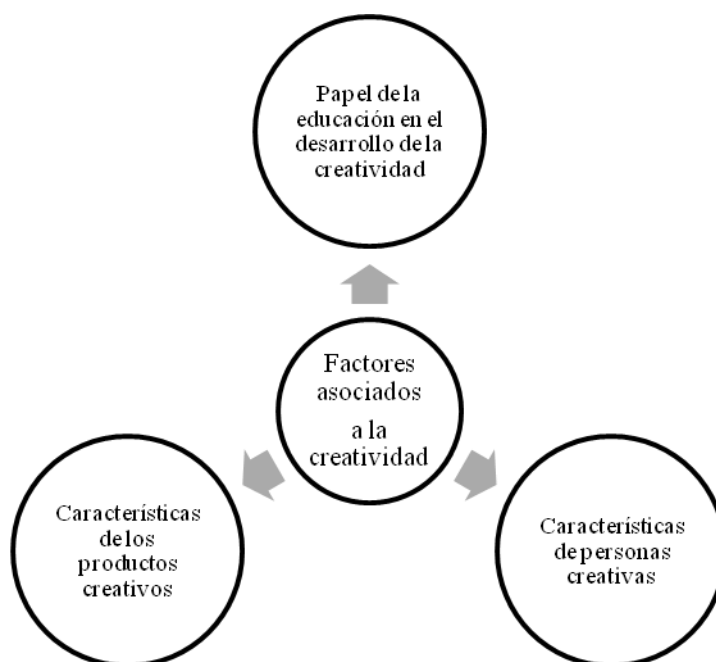 Papel de la
educación en el
desarrollo de la
creatividad
Factores
asociados
a la
creatividad
Características
de los
productos
creativos
Características
de personas
creativas